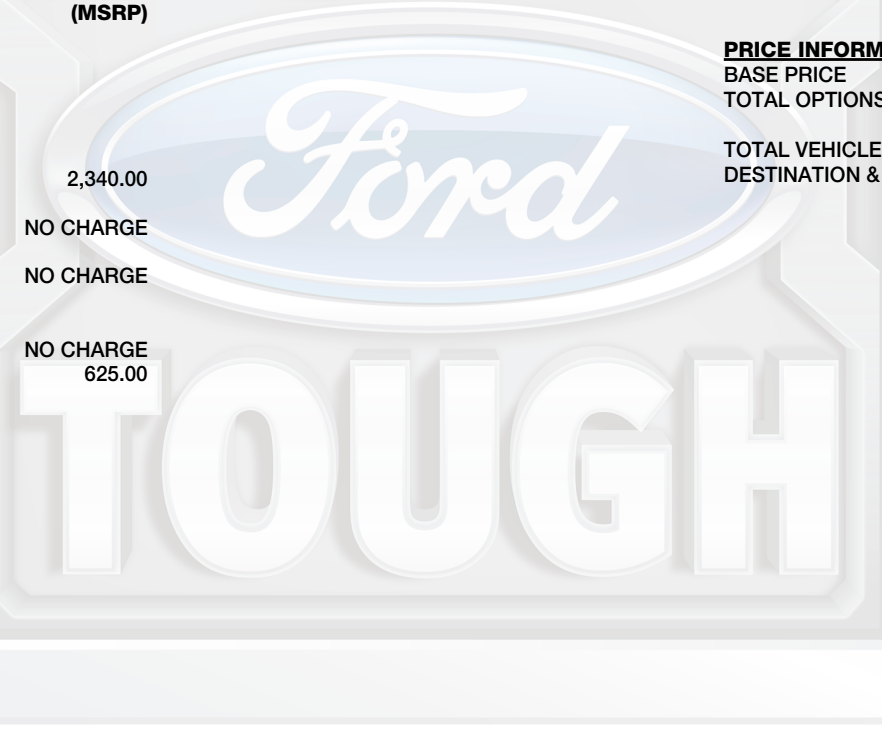 (MSRP)
2,340.00
NO CHARGE
NO CHARGE
NO CHARGE
625.00
PRICE INFORM
BASE PRICE
TOTAL OPTIONS
TOTAL VEHICLE
DESTINATION &
Ford
TOUGH